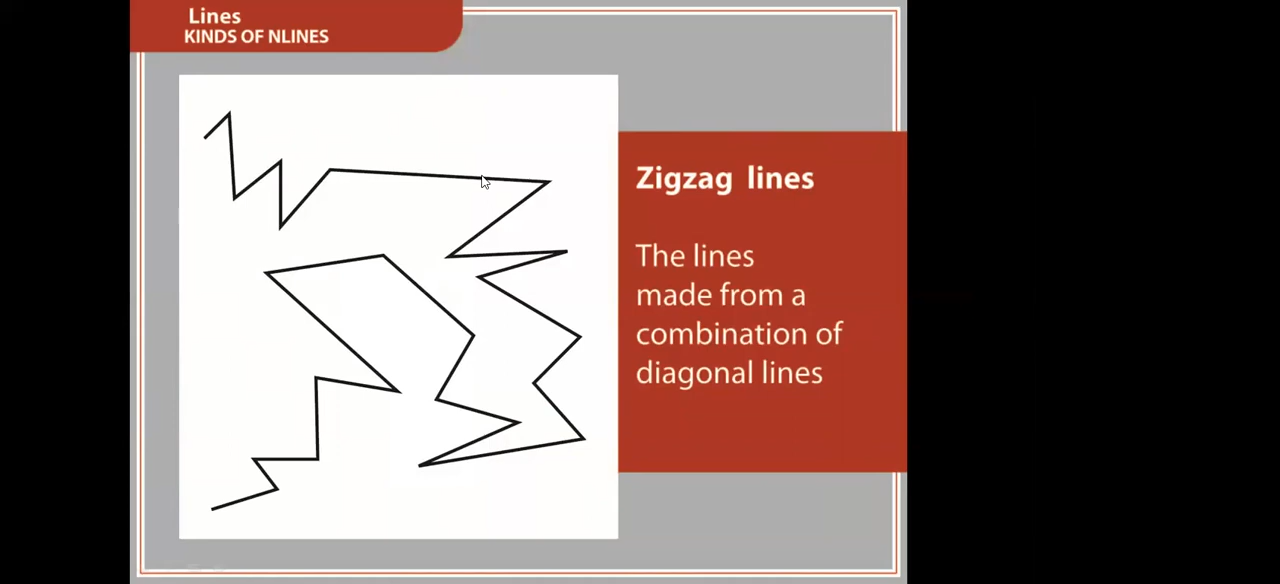 Lines
KINDS OF NLINES
Zigzag lines
The lines
made from a
combination of
diagonal lines